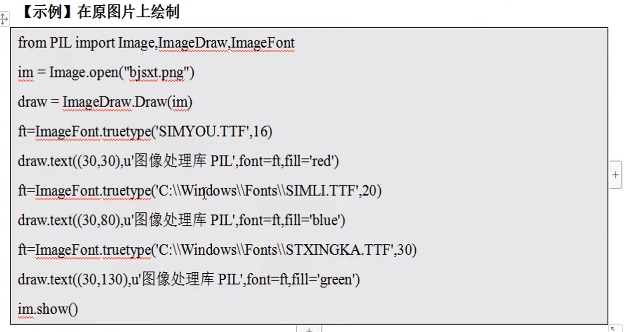 【示例】在原图片上绘制
from PIL import Image,ImageDraw,ImageFont
im = Image.open("bjsxt.png")
draw = ImageDraw.Draw(im)
ft=ImageFont.truetype('SIMYOU.TTF',16)
draw.text((30,30),u'图像处理库 PIL',font=ft,fill='red')
ft=ImageFont.truetype('C:\\Windows\\Fonts\\SIMLI.TTF',20)
draw.text((30,80),u'图像处理库 PIL',font=ft,fill='blue')
ft=ImageFont.truetype('C:\\Windows\\Fonts\\STXINGKA.TTF',30)
draw.text((30,130),u'图像处理库 PIL',font=ft,fill='green')
im.show()